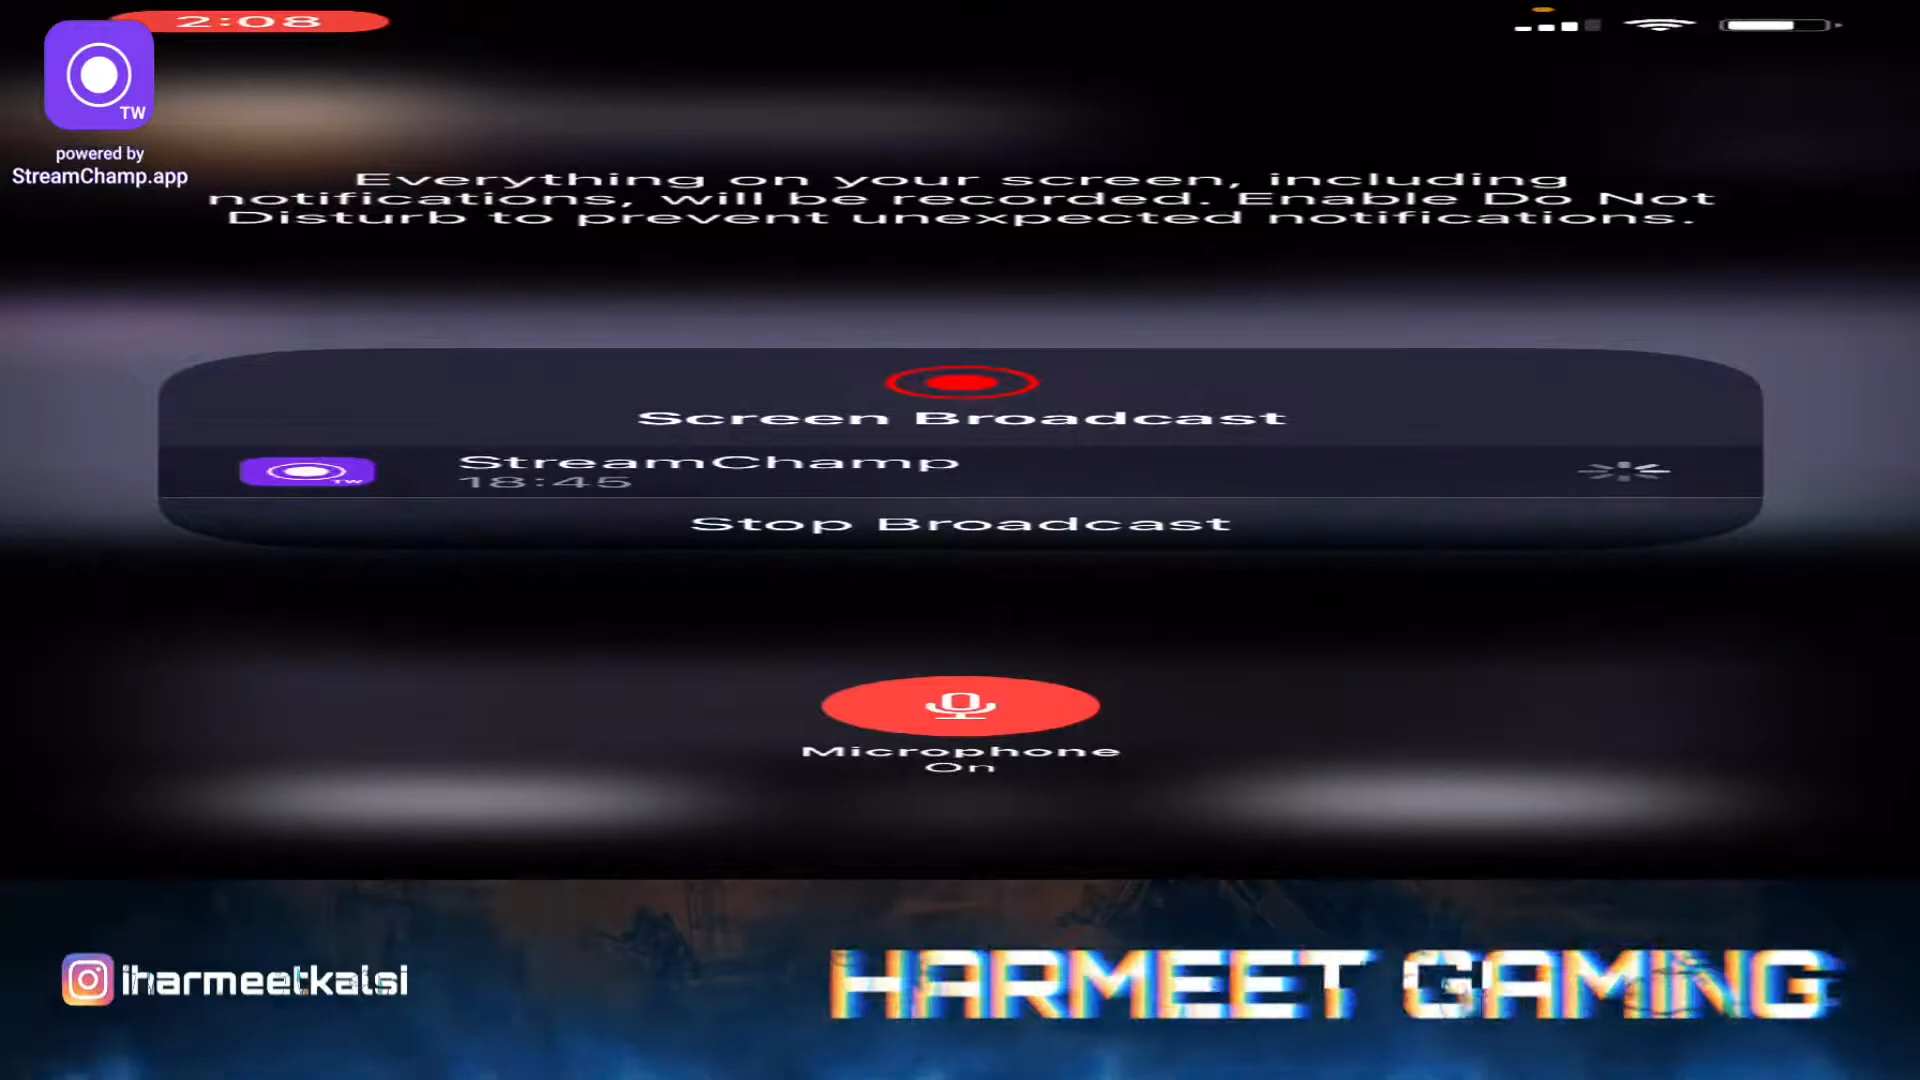 2:08
TW
powered by
StreamChamp.app
Everything on your screen, including
notifications, will be recorded. Enable Do Not
Disturb to prevent unexpected notifications.
Screen Broadcast
StreamChamp
18:45
TW
Stop Broadcast
Microphone
On
iharmeetkalsi
HARMEET GAMING